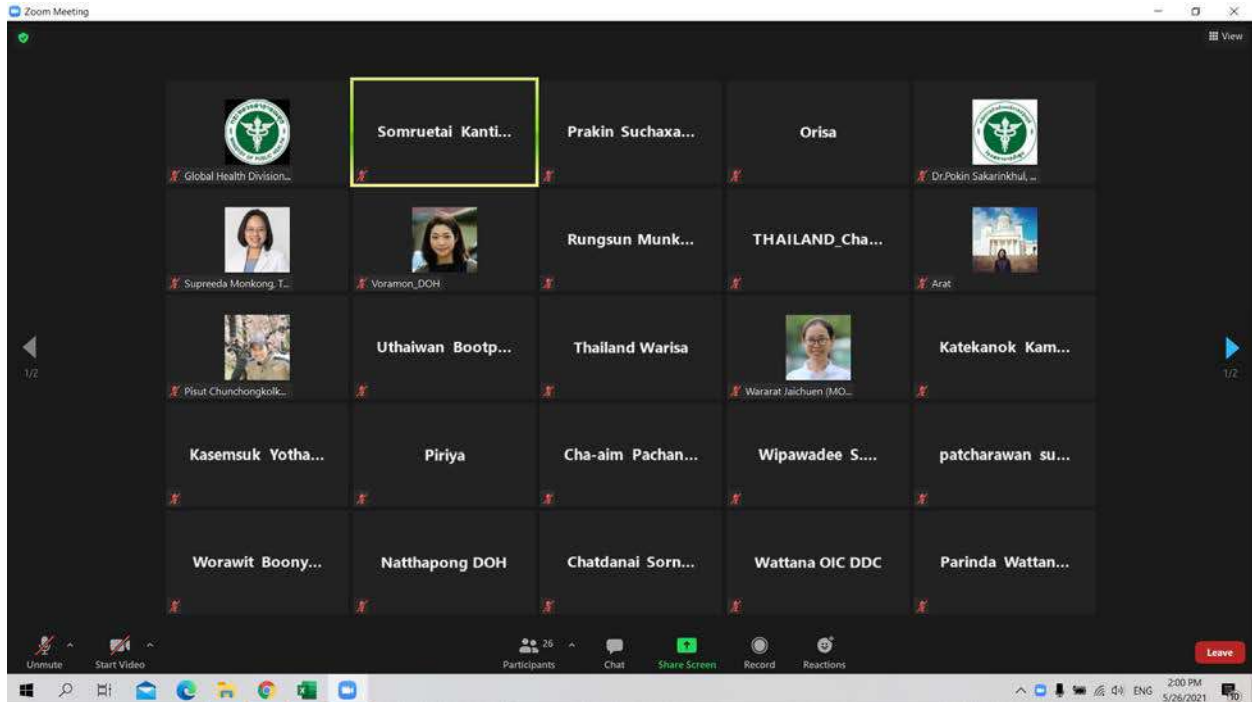 Zoom Meeting
View
Global Health Division...
Somruetai Kanti...
Prakin Suchaxa...
Orisa
Dr.Pokin Sakarinkhul, ...
Supreeda Monkong, T...
Voramon_DOH
Rungsun Munk...
THAILAND_Cha...
Arat
Pisut Chunchongkolk...
Uthaiwan Bootp...
Thailand Warisa
Wararat Jaichuen (MO...
Katekanok Kam...
1/2
1/2
Kasemsuk Yotha...
Piriya
Cha-aim Pachan...
Wipawadee S....
patcharawan su...
Worawit Boony...
Natthapong DOH
Chatdanai Sorn...
Wattana OIC DDC
Parinda Wattan...
Unmute
Start Video
26
Participants
Chat
Share Screen
Record
Reactions
Leave
ENG
2:00 PM
5/26/2021
10